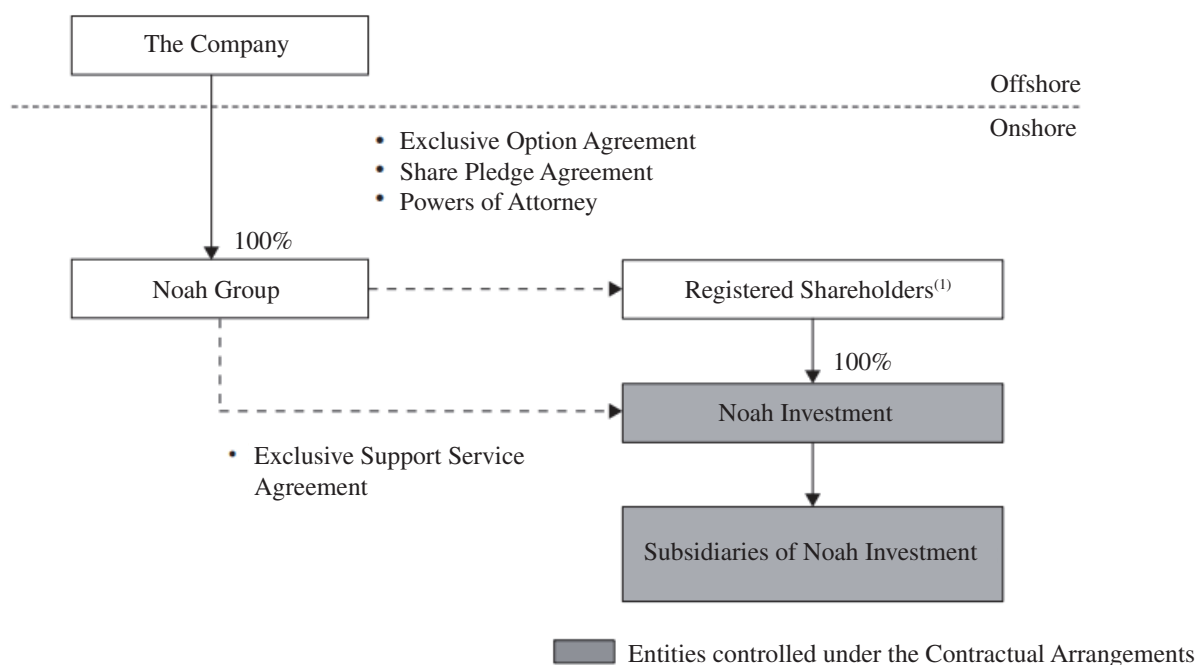 The Company
Offshore
Onshore
• Exclusive Option Agreement
• Share Pledge Agreement
• Powers of Attorney
100%
Noah Group
Registered Shareholders(1)
100%
Noah Investment
• Exclusive Support Service
Agreement
Subsidiaries of Noah Investment
Entities controlled under the Contractual Arrangements